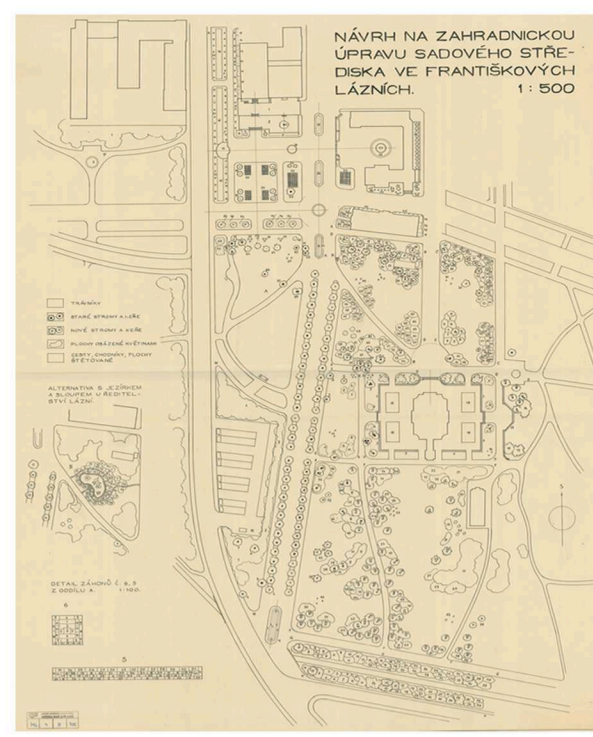 NÁVRH NA ZAHRADNICKOU
ÚPRAVU SADOVÉHO STŘE-
DISKA VE FRANTIŠKOVÝCH
LÁZNÍCH. 1 : 500
TRÁVNÍKY
STARÉ STROMY A KEŘE
NOVÉ STROMY A KEŘE
PLOCHY OSÁZENÉ KVĚTINAMI
CESTY, CHODNÍKY, PLOCHY
ŠTĚTOVANÉ
ALTERNATIVA S JEZÍRKEM
A SLOUPEM U ŘEDITEL-
STVÍ LÁZNÍ.
DETAIL ZÁHONŮ Č. 6, 5
Z ODDÍLU A. 1:100.
6
5
S